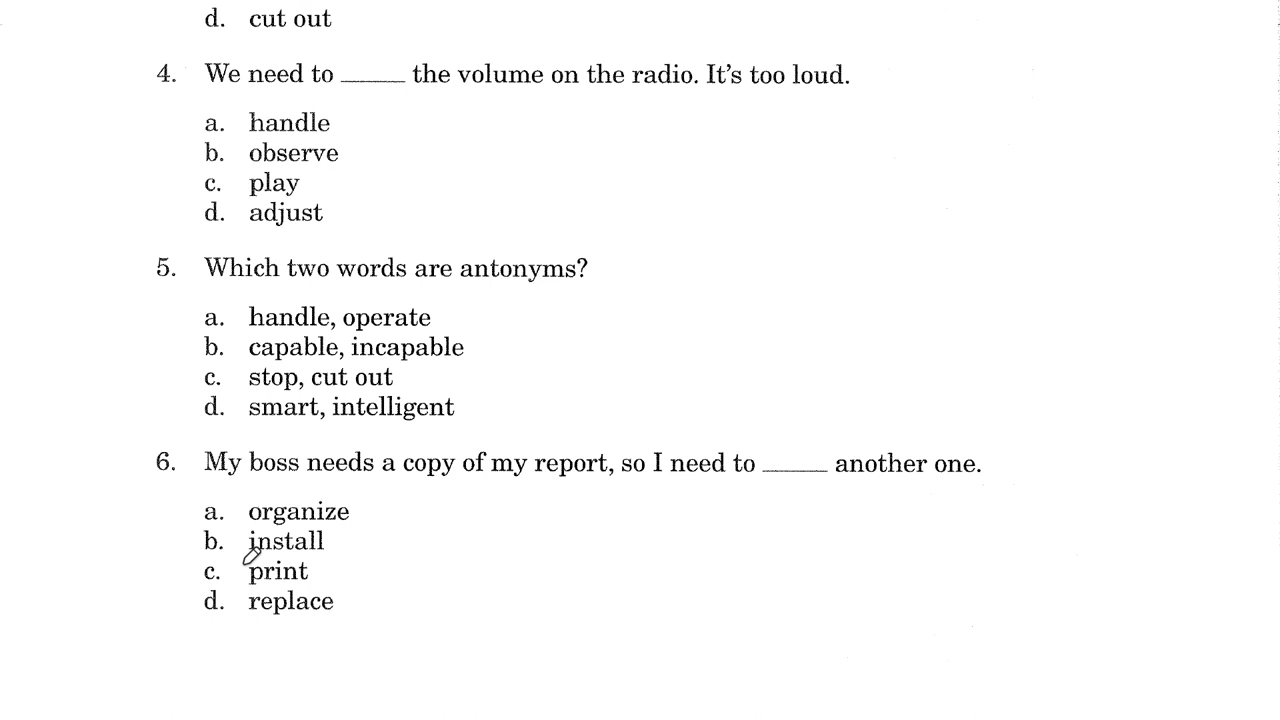 d. cut out
4. We need to _____ the volume on the radio. It's too loud.
a. handle
b. observe
c. play
d. adjust
5. Which two words are antonyms?
a. handle, operate
b. capable, incapable
c. stop, cut out
d. smart, intelligent
6. My boss needs a copy of my report, so I need to _____ another one.
a. organize
b. install
c. print
d. replace